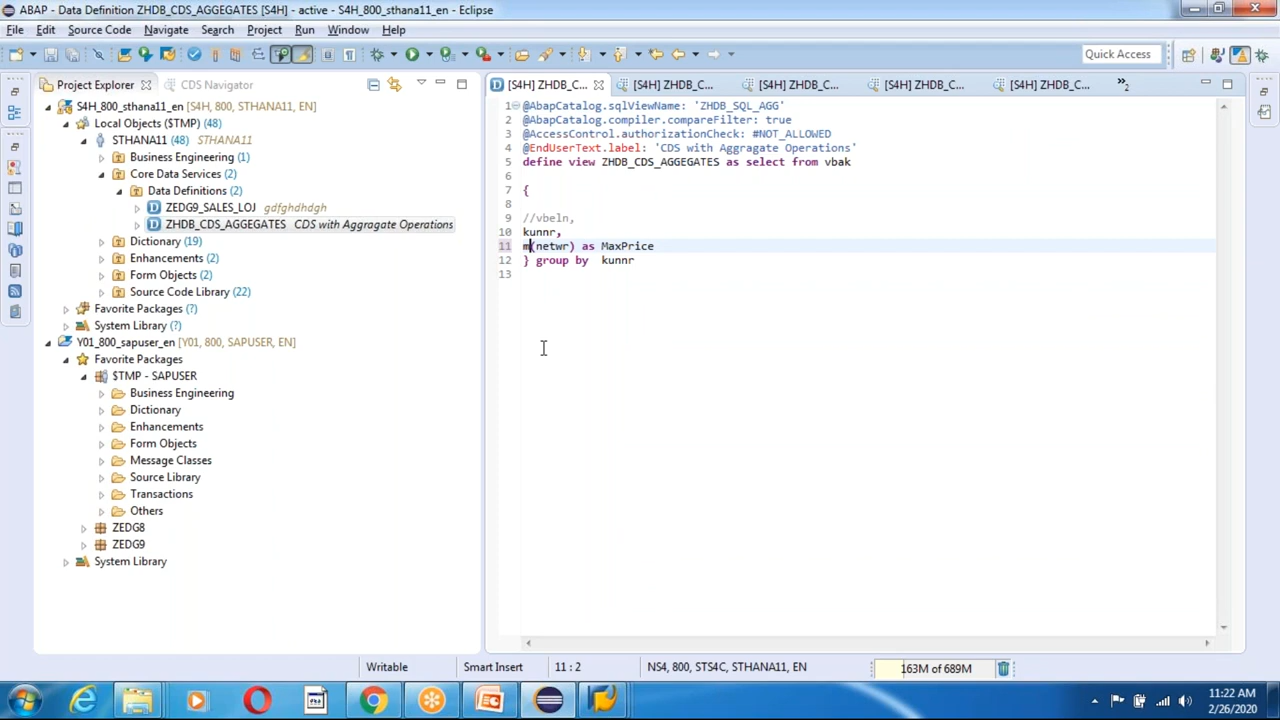 ABAP - Data Definition ZHDB_CDS_AGGEGATES [S4H] - active - S4H_800_sthana11_en - Eclipse
File Edit Source Code Navigate Search Project Run Window Help
Quick Access
Project Explorer CDS Navigator
[S4H] ZHDB_C... [S4H] ZHDB_C... [S4H] ZHDB_C... [S4H] ZHDB_C... [S4H] ZHDB_C... »2
S4H_800_sthana11_en [S4H, 800, STHANA11, EN]
Local Objects ($TMP) (48)
STHANA11 (48) STHANA11
Business Engineering (1)
Core Data Services (2)
Data Definitions (2)
ZEDG9_SALES_LOJ gdfghdhdgh
ZHDB_CDS_AGGEGATES CDS with Aggragate Operations
Dictionary (19)
Enhancements (2)
Form Objects (2)
Source Code Library (22)
Favorite Packages (?)
System Library (?)
Y01_800_sapuser_en [Y01, 800, SAPUSER, EN]
Favorite Packages
$TMP - SAPUSER
Business Engineering
Dictionary
Enhancements
Form Objects
Message Classes
Source Library
Transactions
Others
ZEDG8
ZEDG9
System Library
1 @AbapCatalog.sqlViewName: 'ZHDB_SQL_AGG'
2 @AbapCatalog.compiler.compareFilter: true
3 @AccessControl.authorizationCheck: #NOT_ALLOWED
4 @EndUserText.label: 'CDS with Aggragate Operations'
5 define view ZHDB_CDS_AGGEGATES as select from vbak
6
7 {
8
9 //vbeln,
10 kunnr,
11 m(netwr) as MaxPrice
12 } group by kunnr
13
Writable Smart Insert 11 : 2 NS4, 800, STS4C, STHANA11, EN 163M of 689M
11:22 AM
2/26/2020